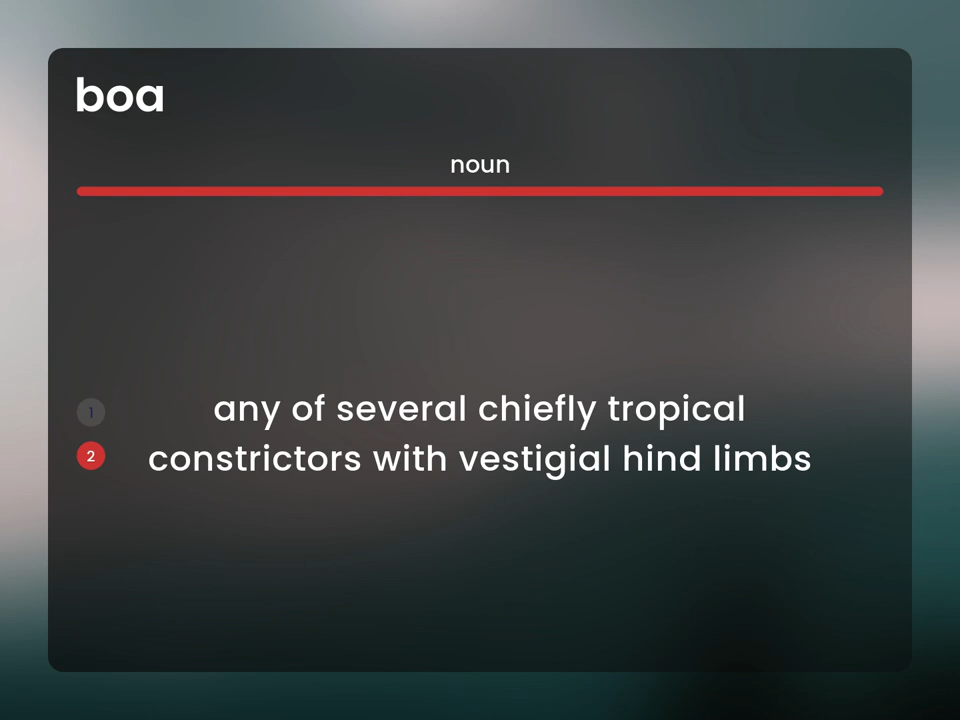 boa
noun
1
any of several chiefly tropical
2
constrictors with vestigial hind limbs